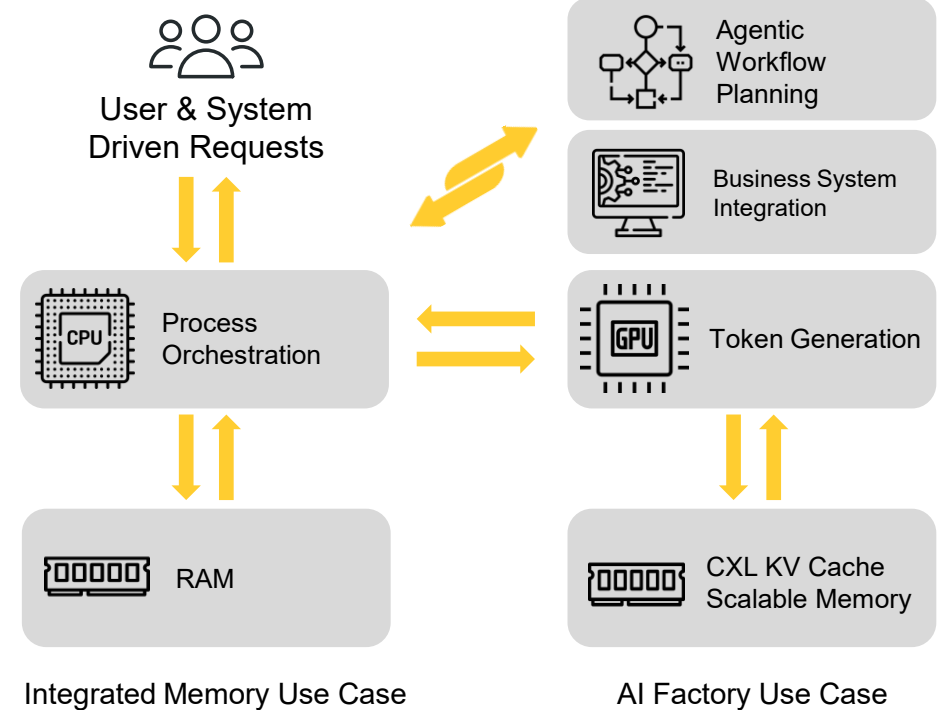 User & System
Driven Requests
Agentic
Workflow
Planning
Business System
Integration
CPU
Process
Orchestration
GPU
Token Generation
RAM
CXL KV Cache
Scalable Memory
Integrated Memory Use Case
AI Factory Use Case